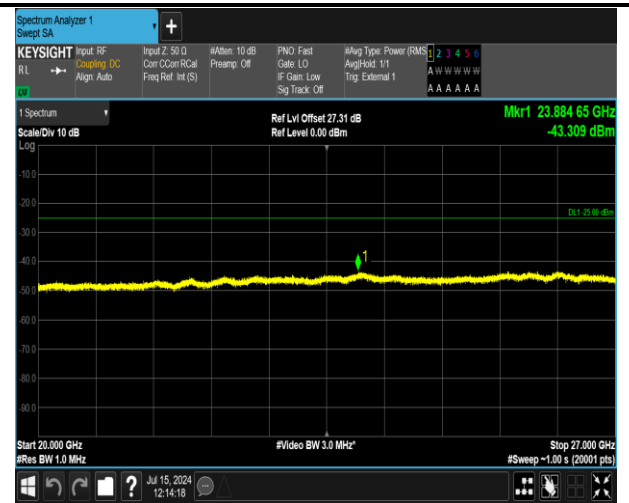 Spectrum Analyzer 1
Swept SA
+
KEYSIGHT Input: RF Input Z: 50 Ω #Atten: 10 dB PNO: Fast #Avg Type: Power (RMS 1 2 3 4 5 6
RL Coupling: DC Corr CCorr RCal Preamp: Off Gate: LO Avg|Hold: 1/1 A W W W W W
Align: Auto Freq Ref: Int (S) IF Gain: Low Trig: External 1
Sig Track: Off A A A A A A
1 Spectrum Ref Lvl Offset 27.31 dB Mkr1 23.884 65 GHz
Scale/Div 10 dB Ref Level 0.00 dBm -43.309 dBm
Log
-10.0
-20.0
DL1 -25.00 dBm
-30.0
-40.0
1
-50.0
-60.0
-70.0
-80.0
-90.0
Start 20.000 GHz #Video BW 3.0 MHz* Stop 27.000 GHz
#Res BW 1.0 MHz #Sweep ~1.00 s (20001 pts)
? Jul 15, 2024
12:14:18